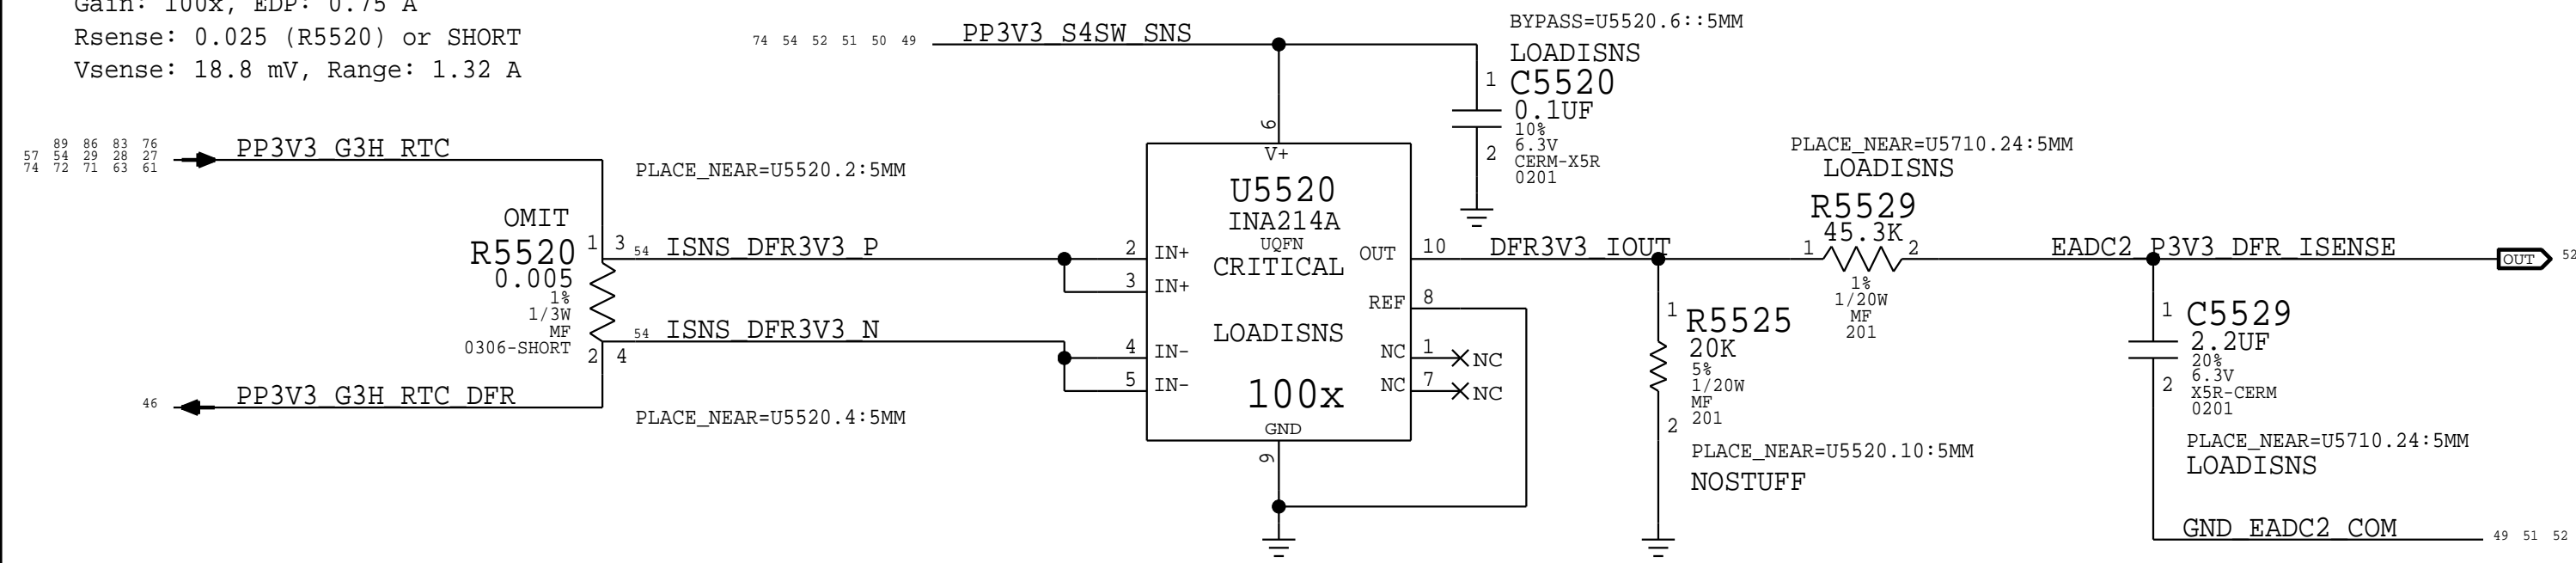 Gain: 100x, EDP: 0.75 A
Rsense: 0.025 (R5520) or SHORT
Vsense: 18.8 mV, Range: 1.32 A
74 54 52 51 50 49
PP3V3_S4SW_SNS
BYPASS=U5520.6::5MM
LOADISNS
1
C5520
0.1UF
10%
6.3V
CERM-X5R
0201
2
89 86 83 76
57 54 29 28 27
74 72 71 63 61
PP3V3_G3H_RTC
PLACE_NEAR=U5520.2:5MM
OMIT
R5520
0.005
1%
1/3W
MF
0306-SHORT
1 3
2 4
54 ISNS_DFR3V3_P
54 ISNS_DFR3V3_N
46
PP3V3_G3H_RTC_DFR
PLACE_NEAR=U5520.4:5MM
6
V+
U5520
INA214A
UQFN
CRITICAL
LOADISNS
100x
GND
9
2 IN+
3 IN+
4 IN-
5 IN-
OUT 10
REF 8
NC 1 NC
NC 7 NC
DFR3V3_IOUT
1
R5525
20K
5%
1/20W
MF
201
2
PLACE_NEAR=U5520.10:5MM
NOSTUFF
PLACE_NEAR=U5710.24:5MM
LOADISNS
R5529
45.3K
1 2
1%
1/20W
MF
201
EADC2_P3V3_DFR_ISENSE
OUT 52
1
C5529
2.2UF
20%
6.3V
X5R-CERM
0201
2
PLACE_NEAR=U5710.24:5MM
LOADISNS
GND_EADC2_COM
49 51 52